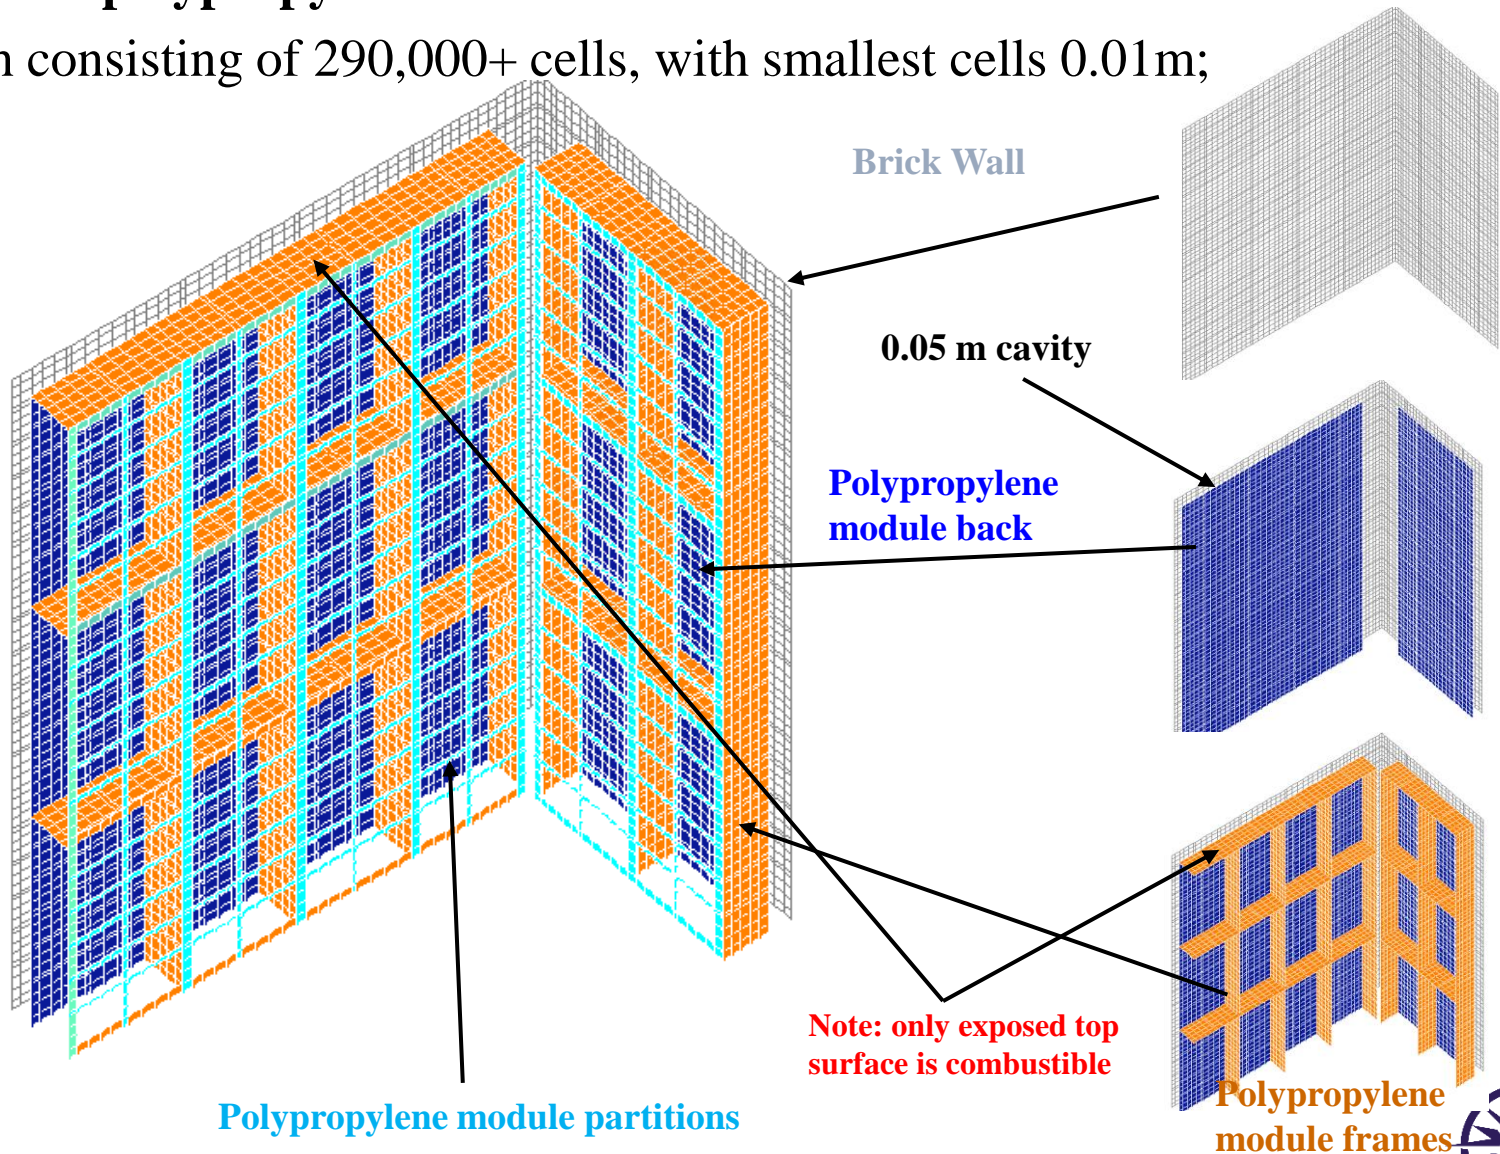 n consisting of 290,000+ cells, with smallest cells 0.01m;
Brick Wall
0.05 m cavity
Polypropylene
module back
Note: only exposed top
surface is combustible
Polypropylene module partitions
Polypropylene
module frames